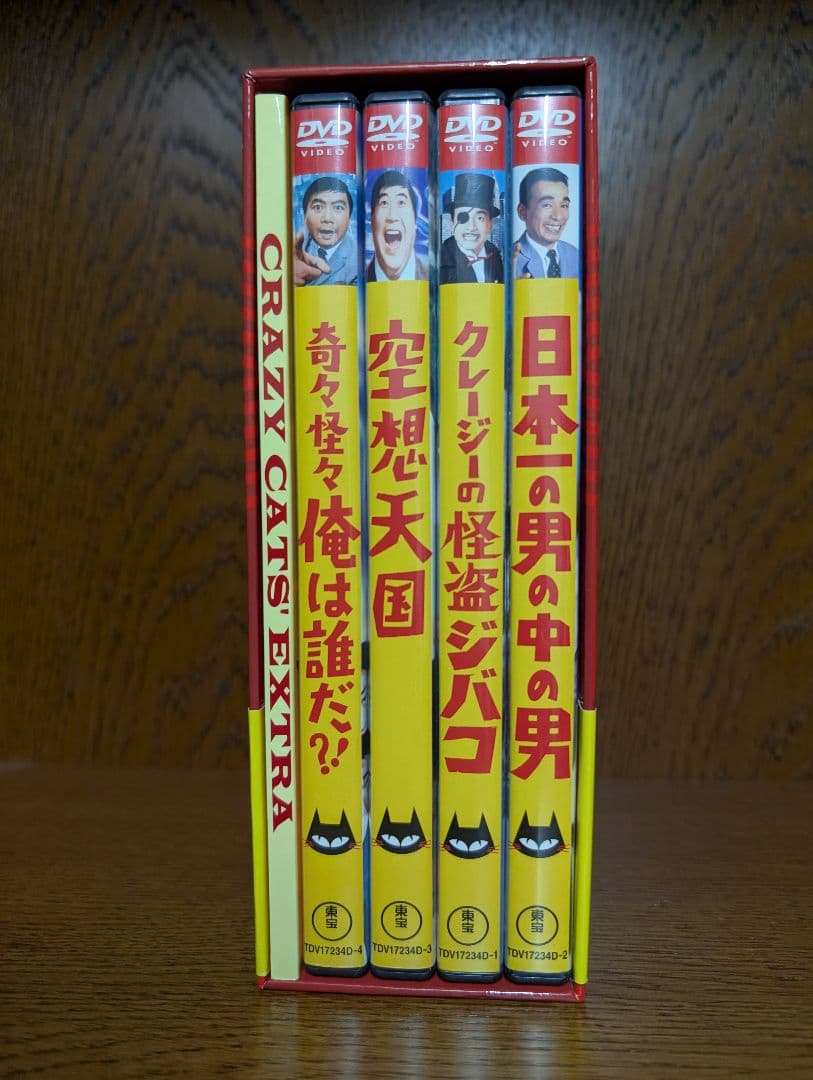 CRAZY CATS' EXTRA
DVD
VIDEO
奇々怪々
俺は誰だ?!
東宝
TDV17234D-4
DVD
VIDEO
空想天国
東宝
TDV17234D-3
DVD
VIDEO
クレージーの
怪盗ジバコ
東宝
TDV17234D-1
DVD
VIDEO
日本一の男の中の男
東宝
TDV17234D-2